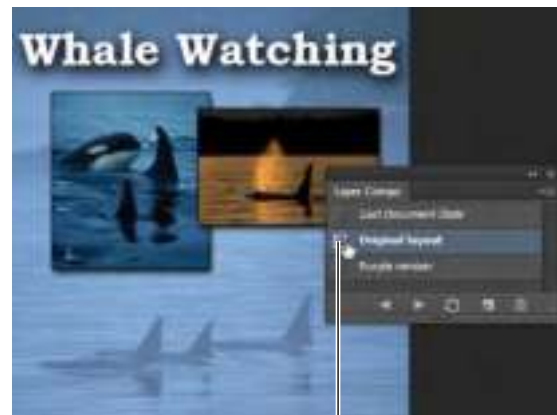 Whale Watching
Layer Comps
Last Document State
Original layout
Purple version